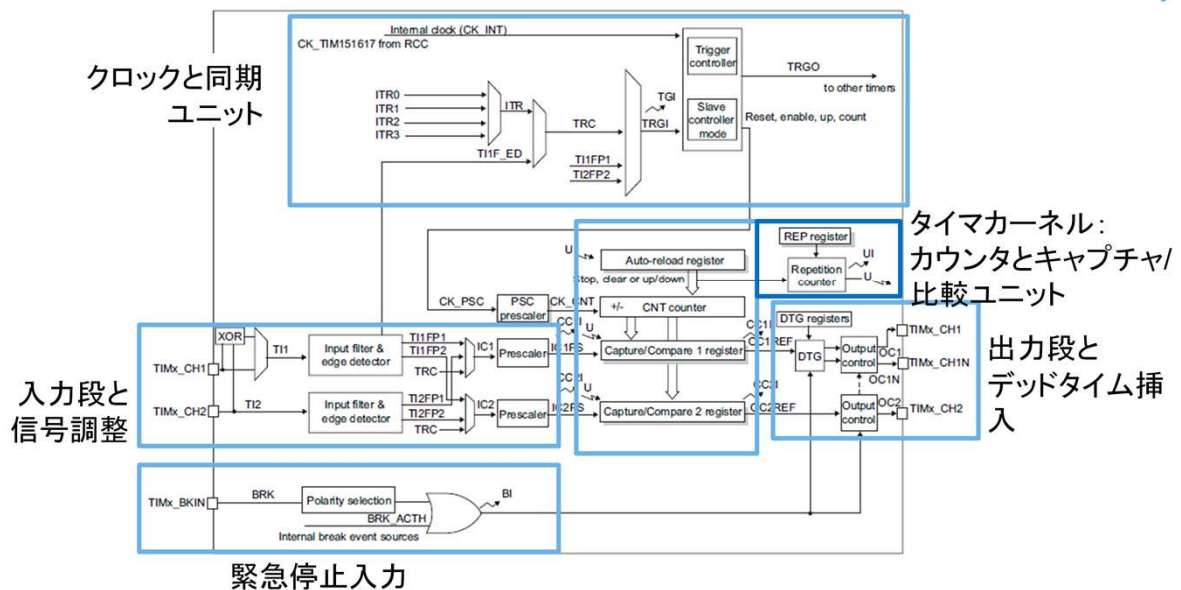 Internal clock (CK_INT)
CK_TIM151617 from RCC
Trigger
controller
TRGO
to other timers
クロックと同期
ユニット
ITR0
ITR1
ITR2
ITR3
ITR
TRC
TGI
TRGI
Slave
controller
mode
Reset, enable, up, count
TI1F_ED
TI1FP1
TI2FP2
タイマカーネル:
カウンタとキャプチャ/
比較ユニット
REP register
UI
Repetition
counter
U
U
Auto-reload register
Stop, clear or up/down
CK_PSC
PSC
prescaler
CK_CNT
+/-
CNT counter
DTG registers
XOR
TI1
TIMx_CH1
Input filter &
edge detector
TI1FP1
TI1FP2
TRC
IC1
Prescaler
IC1PS
CC1I
U
Capture/Compare 1 register
CC1I
OC1REF
DTG
Output
control
OC1
OC1N
TIMx_CH1
TIMx_CH1N
入力段と
信号調整
TIMx_CH2
TI2
Input filter &
edge detector
TI2FP1
TI2FP2
TRC
IC2
Prescaler
IC2PS
CC2I
U
Capture/Compare 2 register
CC2I
OC2REF
Output
control
OC2
TIMx_CH2
出力段と
デッドタイム挿
入
TIMx_BKIN
BRK
Polarity selection
BRK_ACTH
Internal break event sources
BI
緊急停止入力